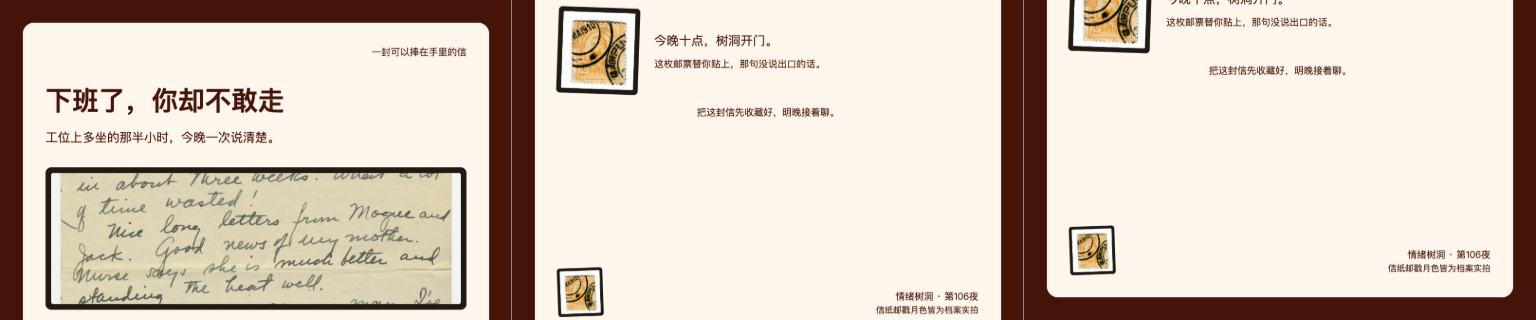 一封可以捧在手里的信
下班了，你却不敢走
工位上多坐的那半小时，今晚一次说清楚。
in about three weeks. What a lot
of time wasted!
Nice long letters from Mogue and
Jack. Good news of my mother.
Nurse says she is much better and
standing the heat well.
今晚十点，树洞开门。
这枚邮票替你贴上，那句没说出口的话。
把这封信先收藏好，明晚接着聊。
情绪树洞 · 第106夜
信纸邮戳月色皆为档案实拍
这枚邮票替你贴上，那句没说出口的话。
把这封信先收藏好，明晚接着聊。
情绪树洞 · 第106夜
信纸邮戳月色皆为档案实拍